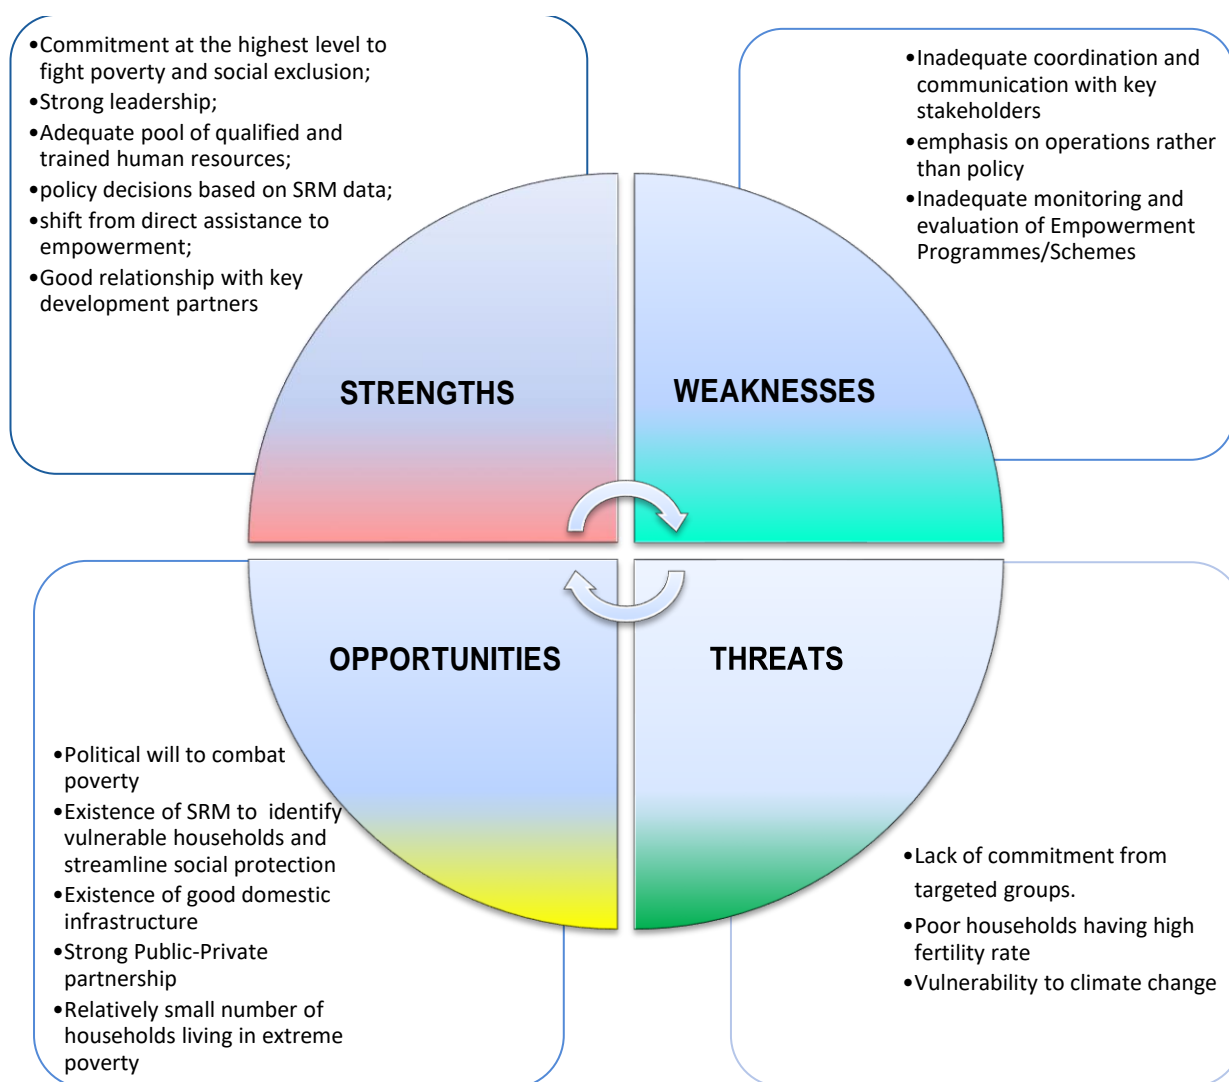 •Commitment at the highest level to
fight poverty and social exclusion;
•Strong leadership;
•Adequate pool of qualified and
trained human resources;
•policy decisions based on SRM data;
•shift from direct assistance to
empowerment;
•Good relationship with key
development partners
•Inadequate coordination and
communication with key
stakeholders
•emphasis on operations rather
than policy
•Inadequate monitoring and
evaluation of Empowerment
Programmes/Schemes
STRENGTHS
WEAKNESSES
OPPORTUNITIES
THREATS
•Political will to combat
poverty
•Existence of SRM to identify
vulnerable households and
streamline social protection
•Existence of good domestic
infrastructure
•Strong Public-Private
partnership
•Relatively small number of
households living in extreme
poverty
•Lack of commitment from
targeted groups.
•Poor households having high
fertility rate
•Vulnerability to climate change